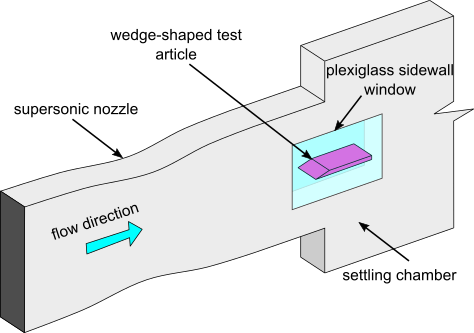 wedge-shaped test
article
plexiglass sidewall
window
supersonic nozzle
flow direction
settling chamber